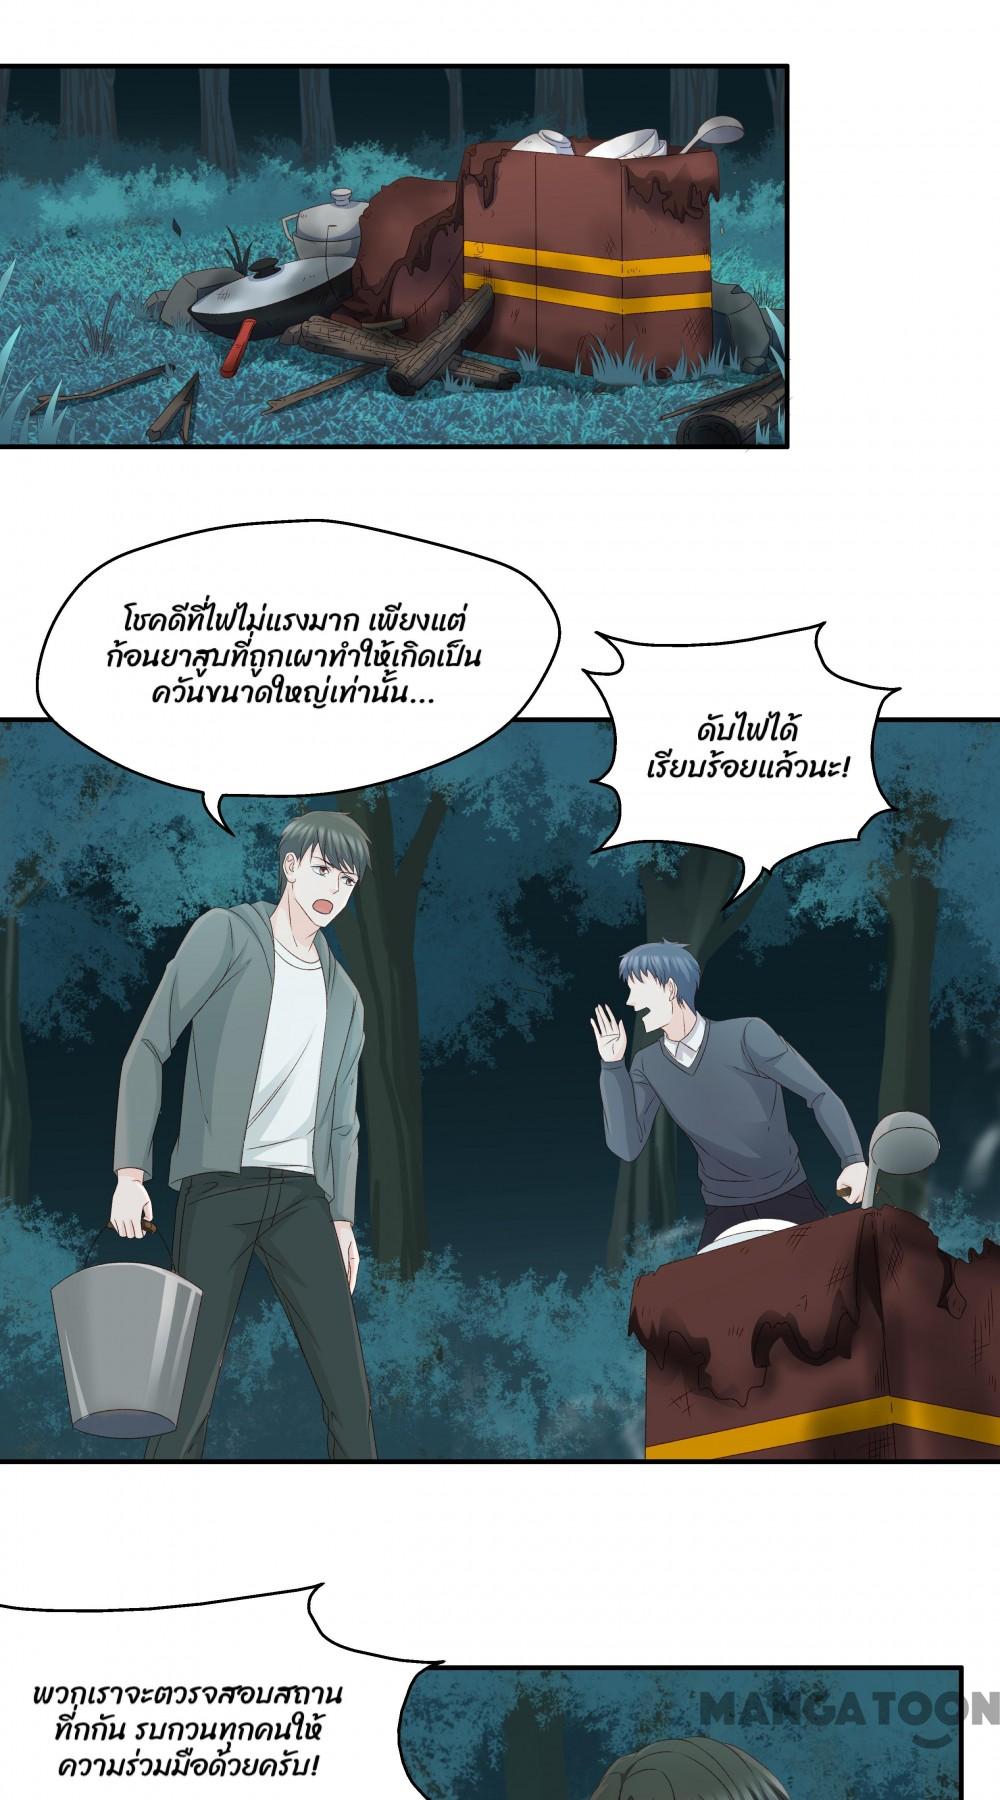 โชคดีที่ไฟไม่แรงมาก เพียงแต่
ก้อนยาสูบที่ถูกเผาทำให้เกิดเป็น
ควันขนาดใหญ่เท่านั้น...
ดับไฟได้
เรียบร้อยแล้วนะ!
พวกเราจะตวรจสอบสถาน
ที่กกัน รบกวนทุกคนให้
ความร่วมมือด้วยครับ!
MANGATOON